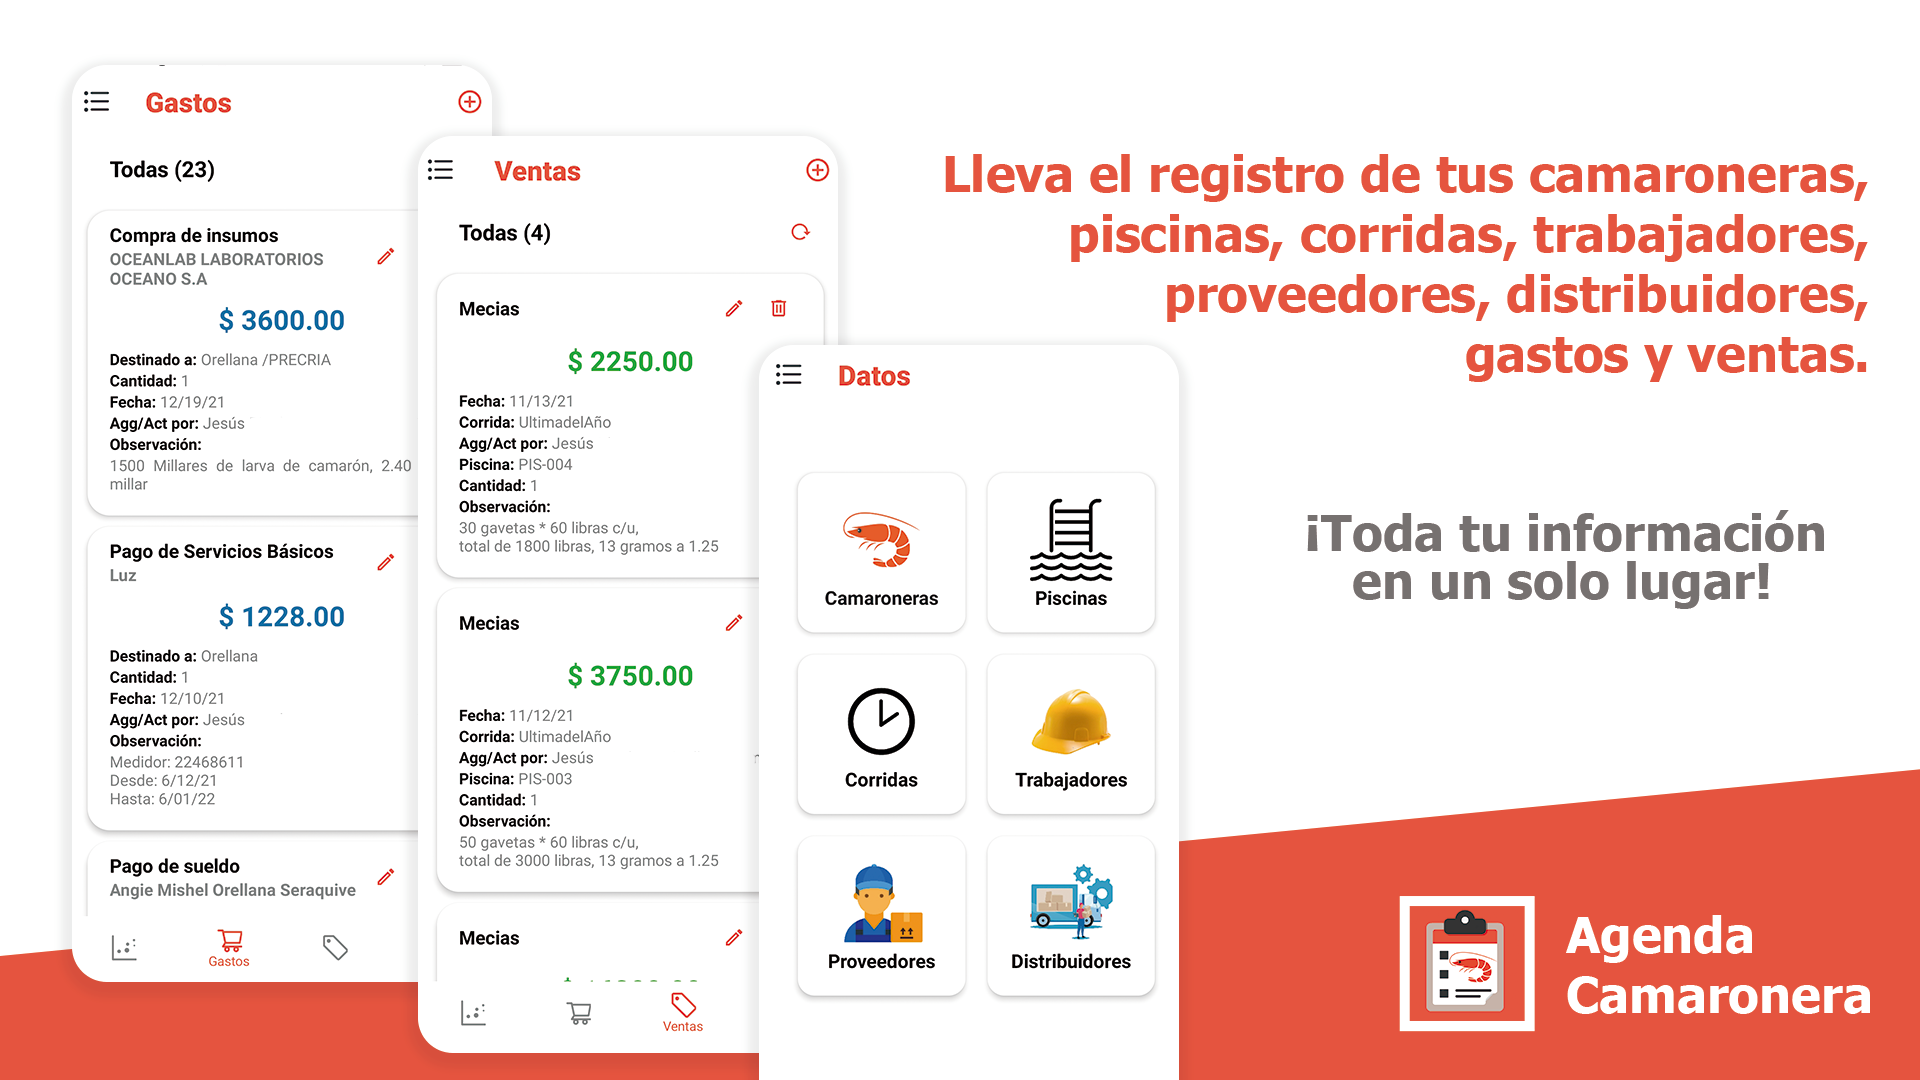 Gastos
Todas (23)
Compra de insumos
OCEANLAB LABORATORIOS
OCEANO S.A
$ 3600.00
Destinado a: Orellana /PRECRIA
Cantidad: 1
Fecha: 12/19/21
Agg/Act por: Jesús
Observación:
1500 Millares de larva de camarón, 2.40
millar
Pago de Servicios Básicos
Luz
$ 1228.00
Destinado a: Orellana
Cantidad: 1
Fecha: 12/10/21
Agg/Act por: Jesús
Observación:
Medidor: 22468611
Desde: 6/12/21
Hasta: 6/01/22
Pago de sueldo
Angie Mishel Orellana Seraquive
Gastos
Ventas
Todas (4)
Mecias
$ 2250.00
Fecha: 11/13/21
Corrida: UltimadelAño
Agg/Act por: Jesús
Piscina: PIS-004
Cantidad: 1
Observación:
30 gavetas * 60 libras c/u,
total de 1800 libras, 13 gramos a 1.25
Mecias
$ 3750.00
Fecha: 11/12/21
Corrida: UltimadelAño
Agg/Act por: Jesús
Piscina: PIS-003
Cantidad: 1
Observación:
50 gavetas * 60 libras c/u,
total de 3000 libras, 13 gramos a 1.25
Mecias
Ventas
Datos
Camaroneras
Piscinas
Corridas
Trabajadores
Proveedores
Distribuidores
Lleva el registro de tus camaroneras,
piscinas, corridas, trabajadores,
proveedores, distribuidores,
gastos y ventas.
¡Toda tu información
en un solo lugar!
Agenda
Camaronera